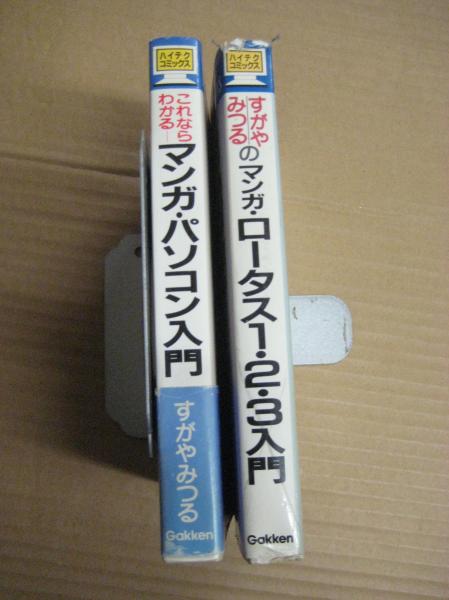 ハイテク
コミックス
これなら
わかる
マンガ・パソコン入門
すがやみつる
Gakken
ハイテク
コミックス
すがや
みつる
のマンガ・ロータス1・2・3入門
Gakken